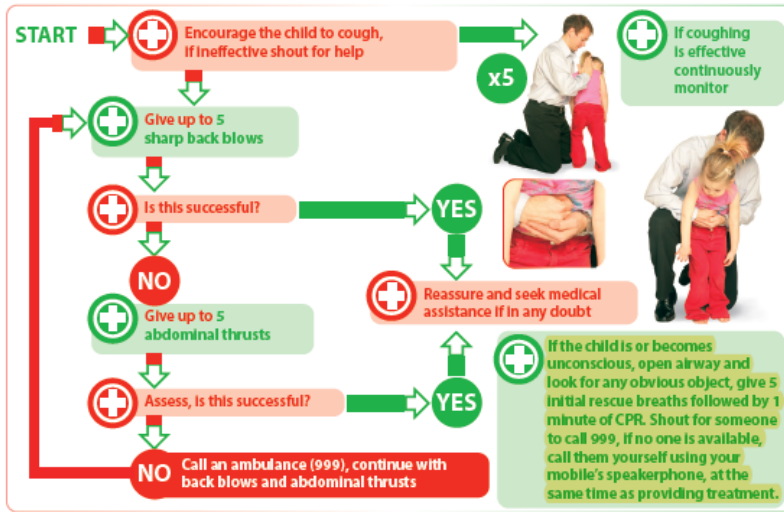 START
Encourage the child to cough,
if ineffective shout for help
x5
If coughing
is effective
continuously
monitor
Give up to 5
sharp back blows
Is this successful?
YES
NO
Reassure and seek medical
assistance if in any doubt
Give up to 5
abdominal thrusts
Assess, is this successful?
YES
NO
Call an ambulance (999), continue with
back blows and abdominal thrusts
If the child is or becomes
unconscious, open airway and
look for any obvious object, give 5
initial rescue breaths followed by 1
minute of CPR. Shout for someone
to call 999, if no one is available,
call them yourself using your
mobile's speakerphone, at the
same time as providing treatment.